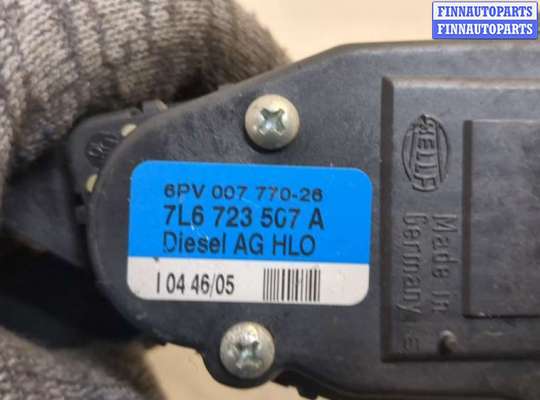 FINNAUTOPARTS
FINNAUTOPARTS
HELLA
6PV 007 770-26
7L6 723 507 A
Diesel AG HLO
I 04 46/05
Made in
Germany